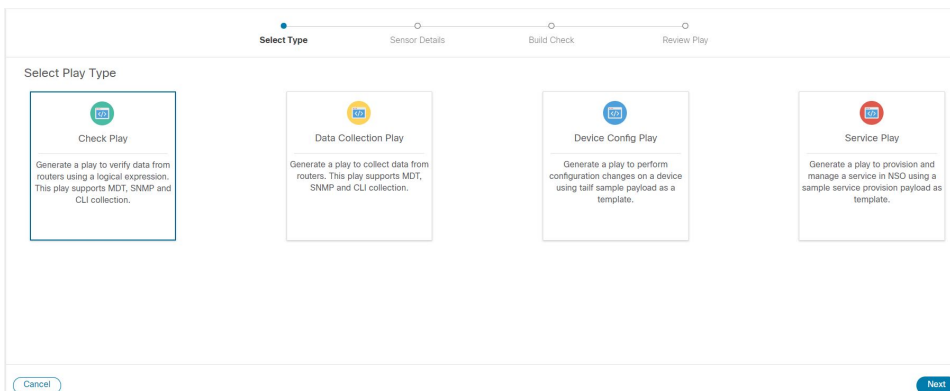 Select Type
Sensor Details
Build Check
Review Play
Select Play Type
Check Play
Generate a play to verify data from
routers using a logical expression.
This play supports MDT, SNMP and
CLI collection.
Data Collection Play
Generate a play to collect data from
routers. This play supports MDT,
SNMP and CLI collection.
Device Config Play
Generate a play to perform
configuration changes on a device
using tailf sample payload as a
template.
Service Play
Generate a play to provision and
manage a service in NSO using a
sample service provision payload as
template.
Cancel
Next